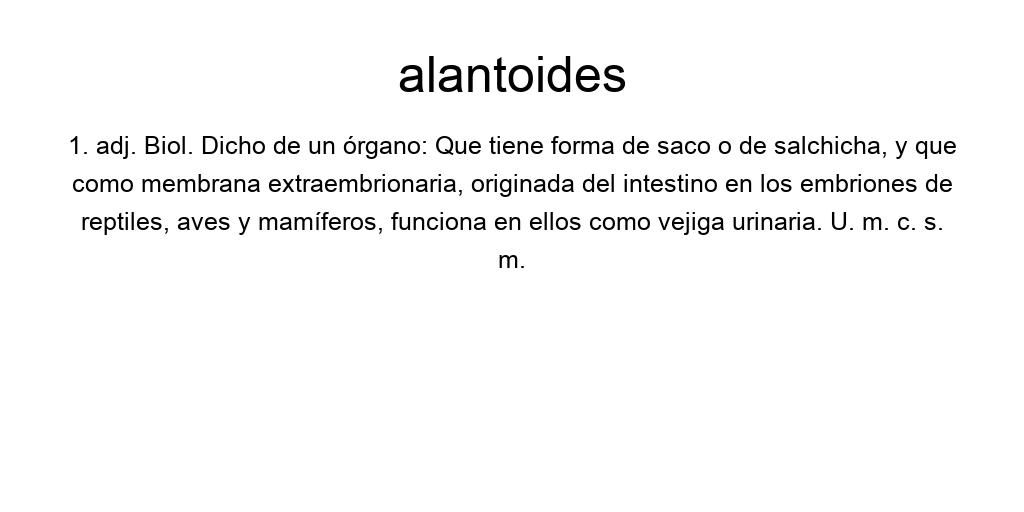 alantoides
1. adj. Biol. Dicho de un órgano: Que tiene forma de saco o de salchicha, y que
como membrana extraembrionaria, originada del intestino en los embriones de
reptiles, aves y mamíferos, funciona en ellos como vejiga urinaria. U. m. c. s.
m.